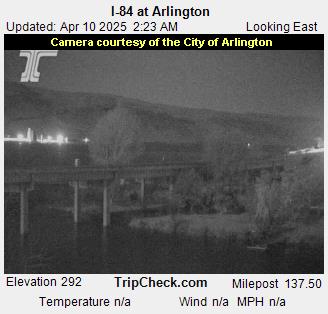 I-84 at Arlington
Updated: Apr 10 2025 2:23 AM Looking East
Camera courtesy of the City of Arlington
Elevation 292 TripCheck.com Milepost 137.50
Temperature n/a Wind n/a MPH n/a